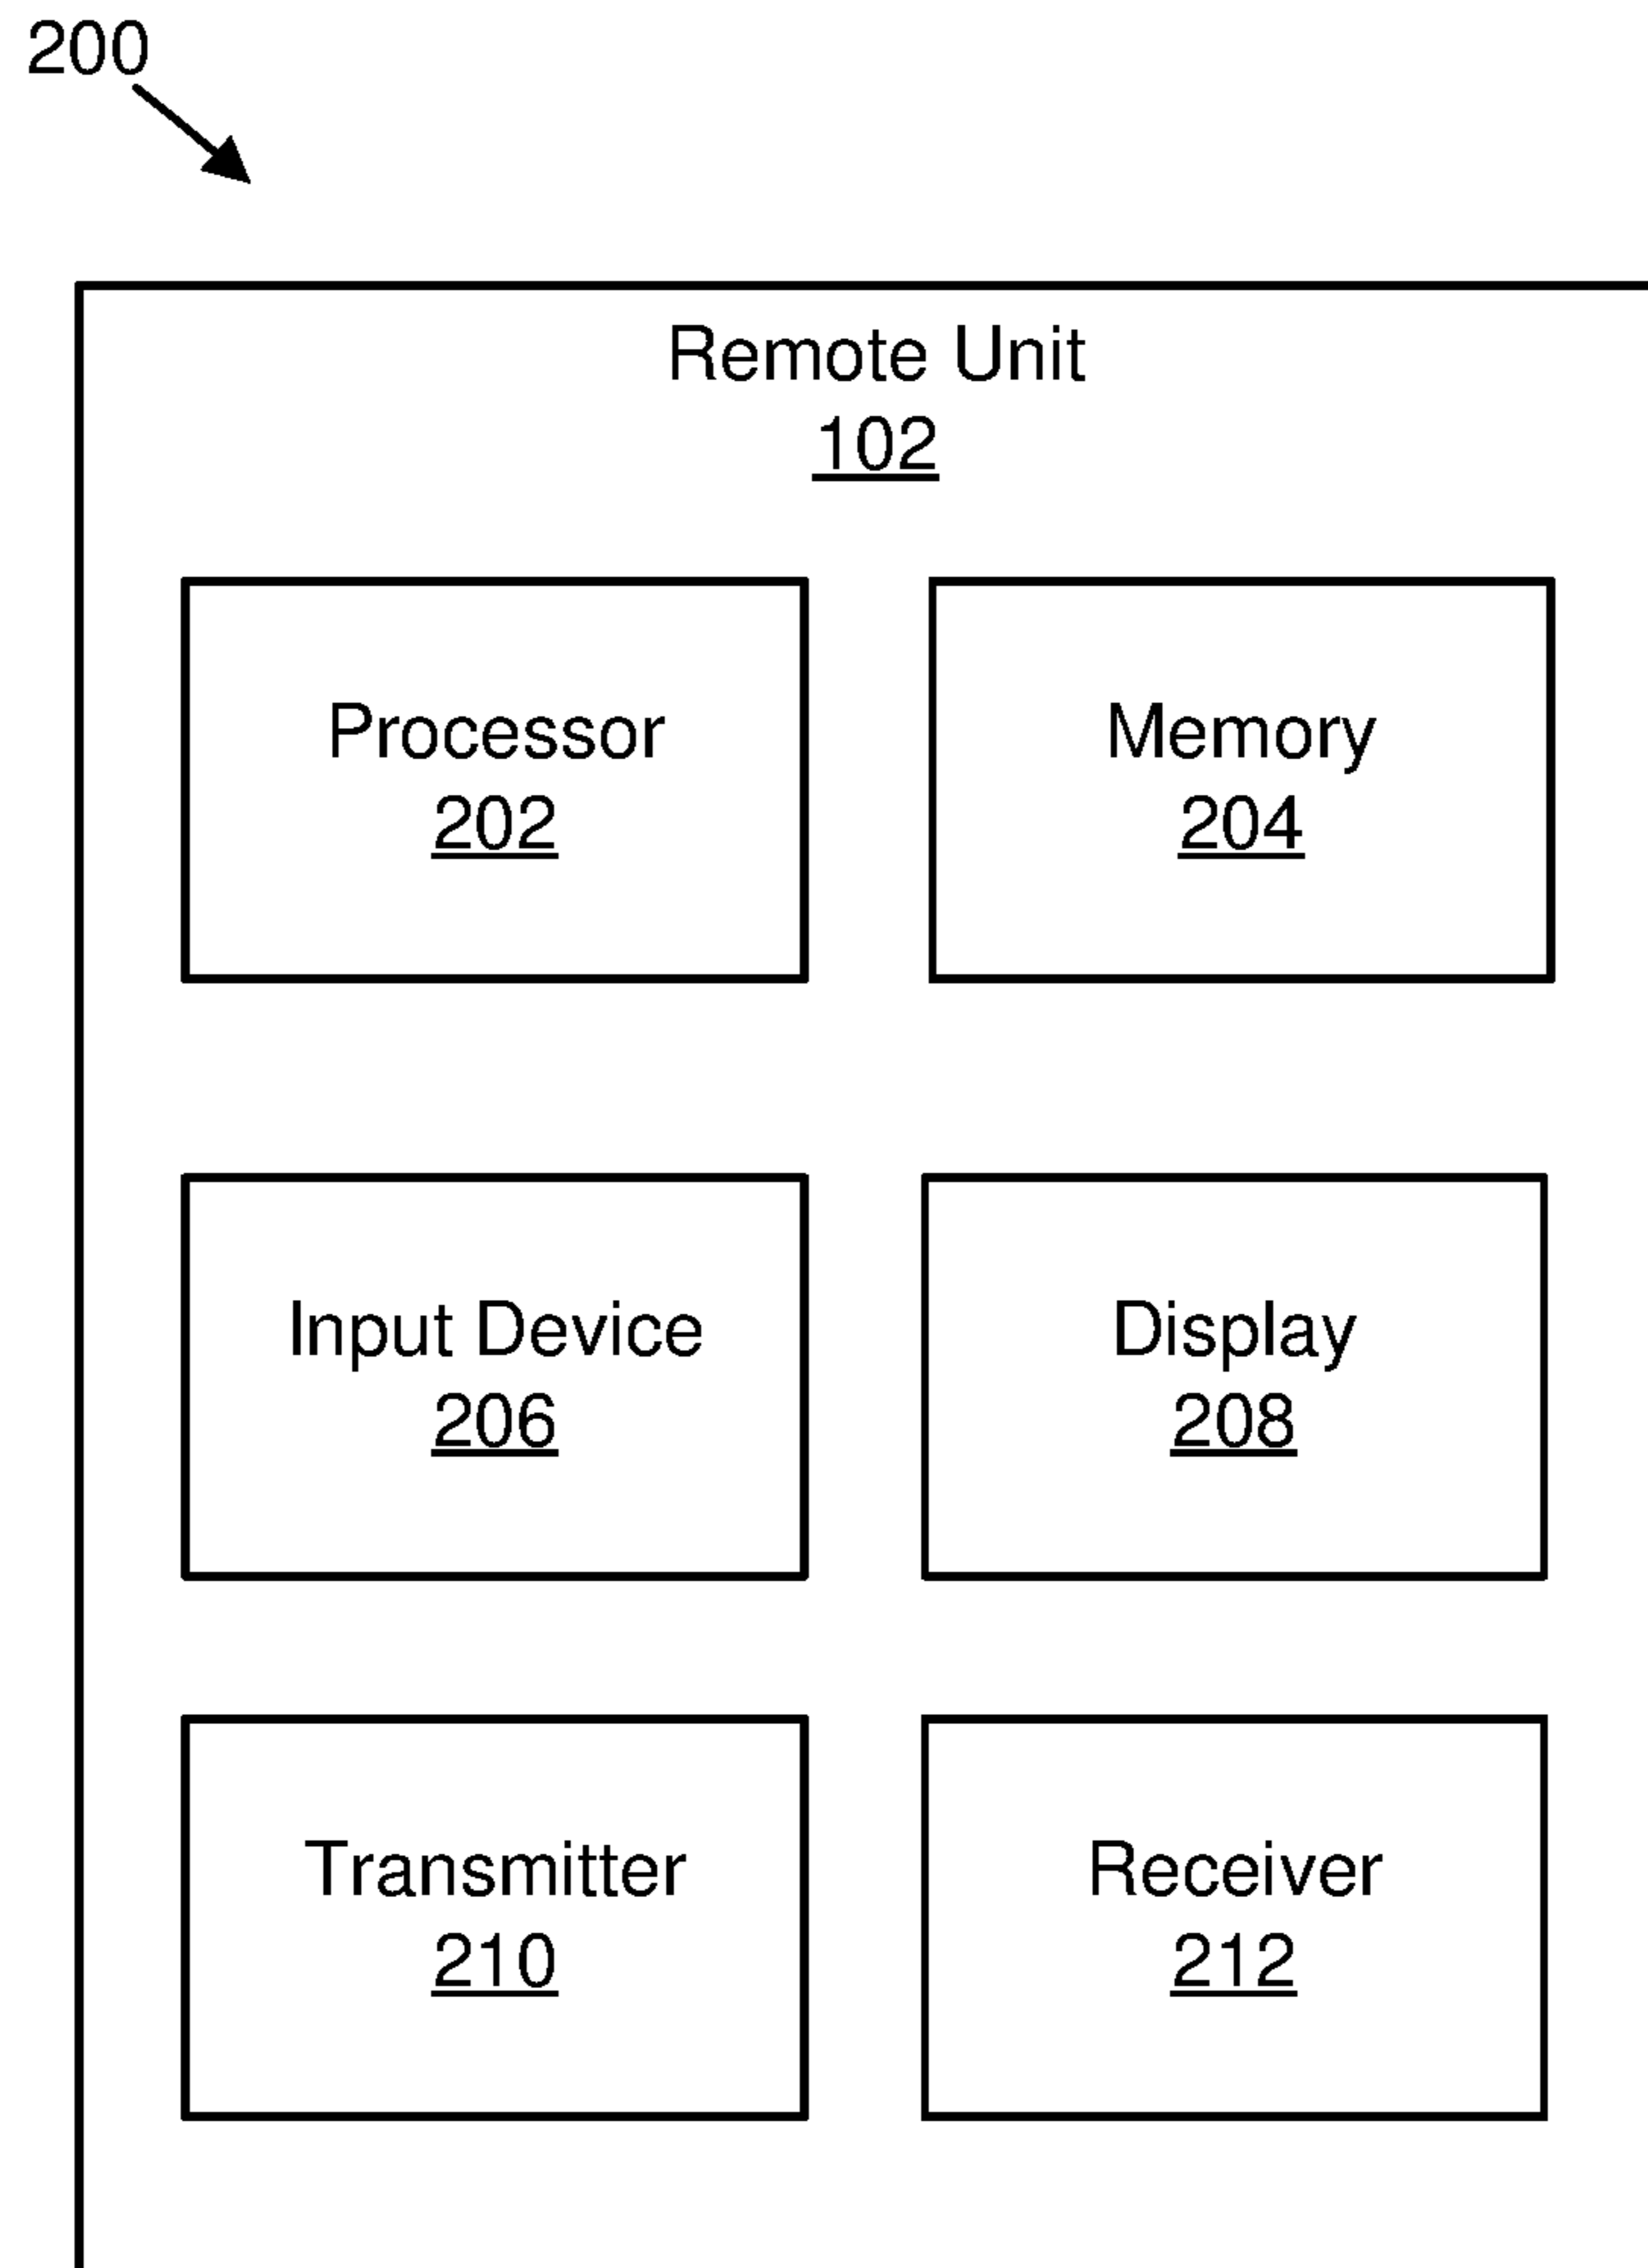 200
Remote Unit
102
Processor
202
Memory
204
Input Device
206
Display
208
Transmitter
210
Receiver
212